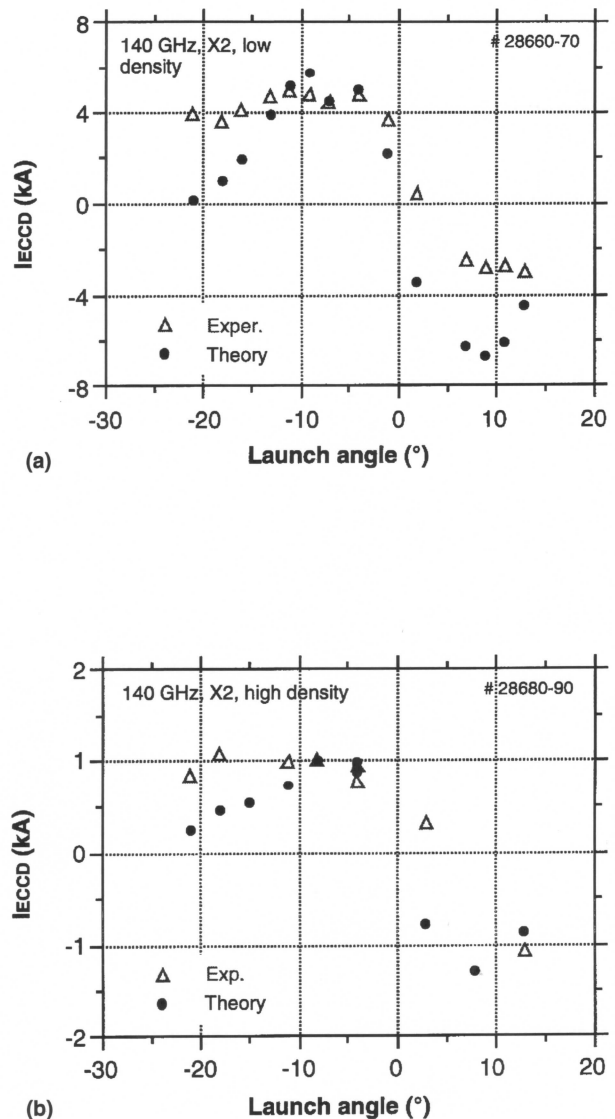 8
140 GHz, X2, low
density
# 28660-70
4
0
-4
-8
IECCD (kA)
Exper.
Theory
-30
-20
-10
0
10
20
(a)
Launch angle (°)
2
140 GHz, X2, high density
# 28680-90
1
0
-1
-2
IECCD (kA)
Exp.
Theory
-30
-20
-10
0
10
20
(b)
Launch angle (°)